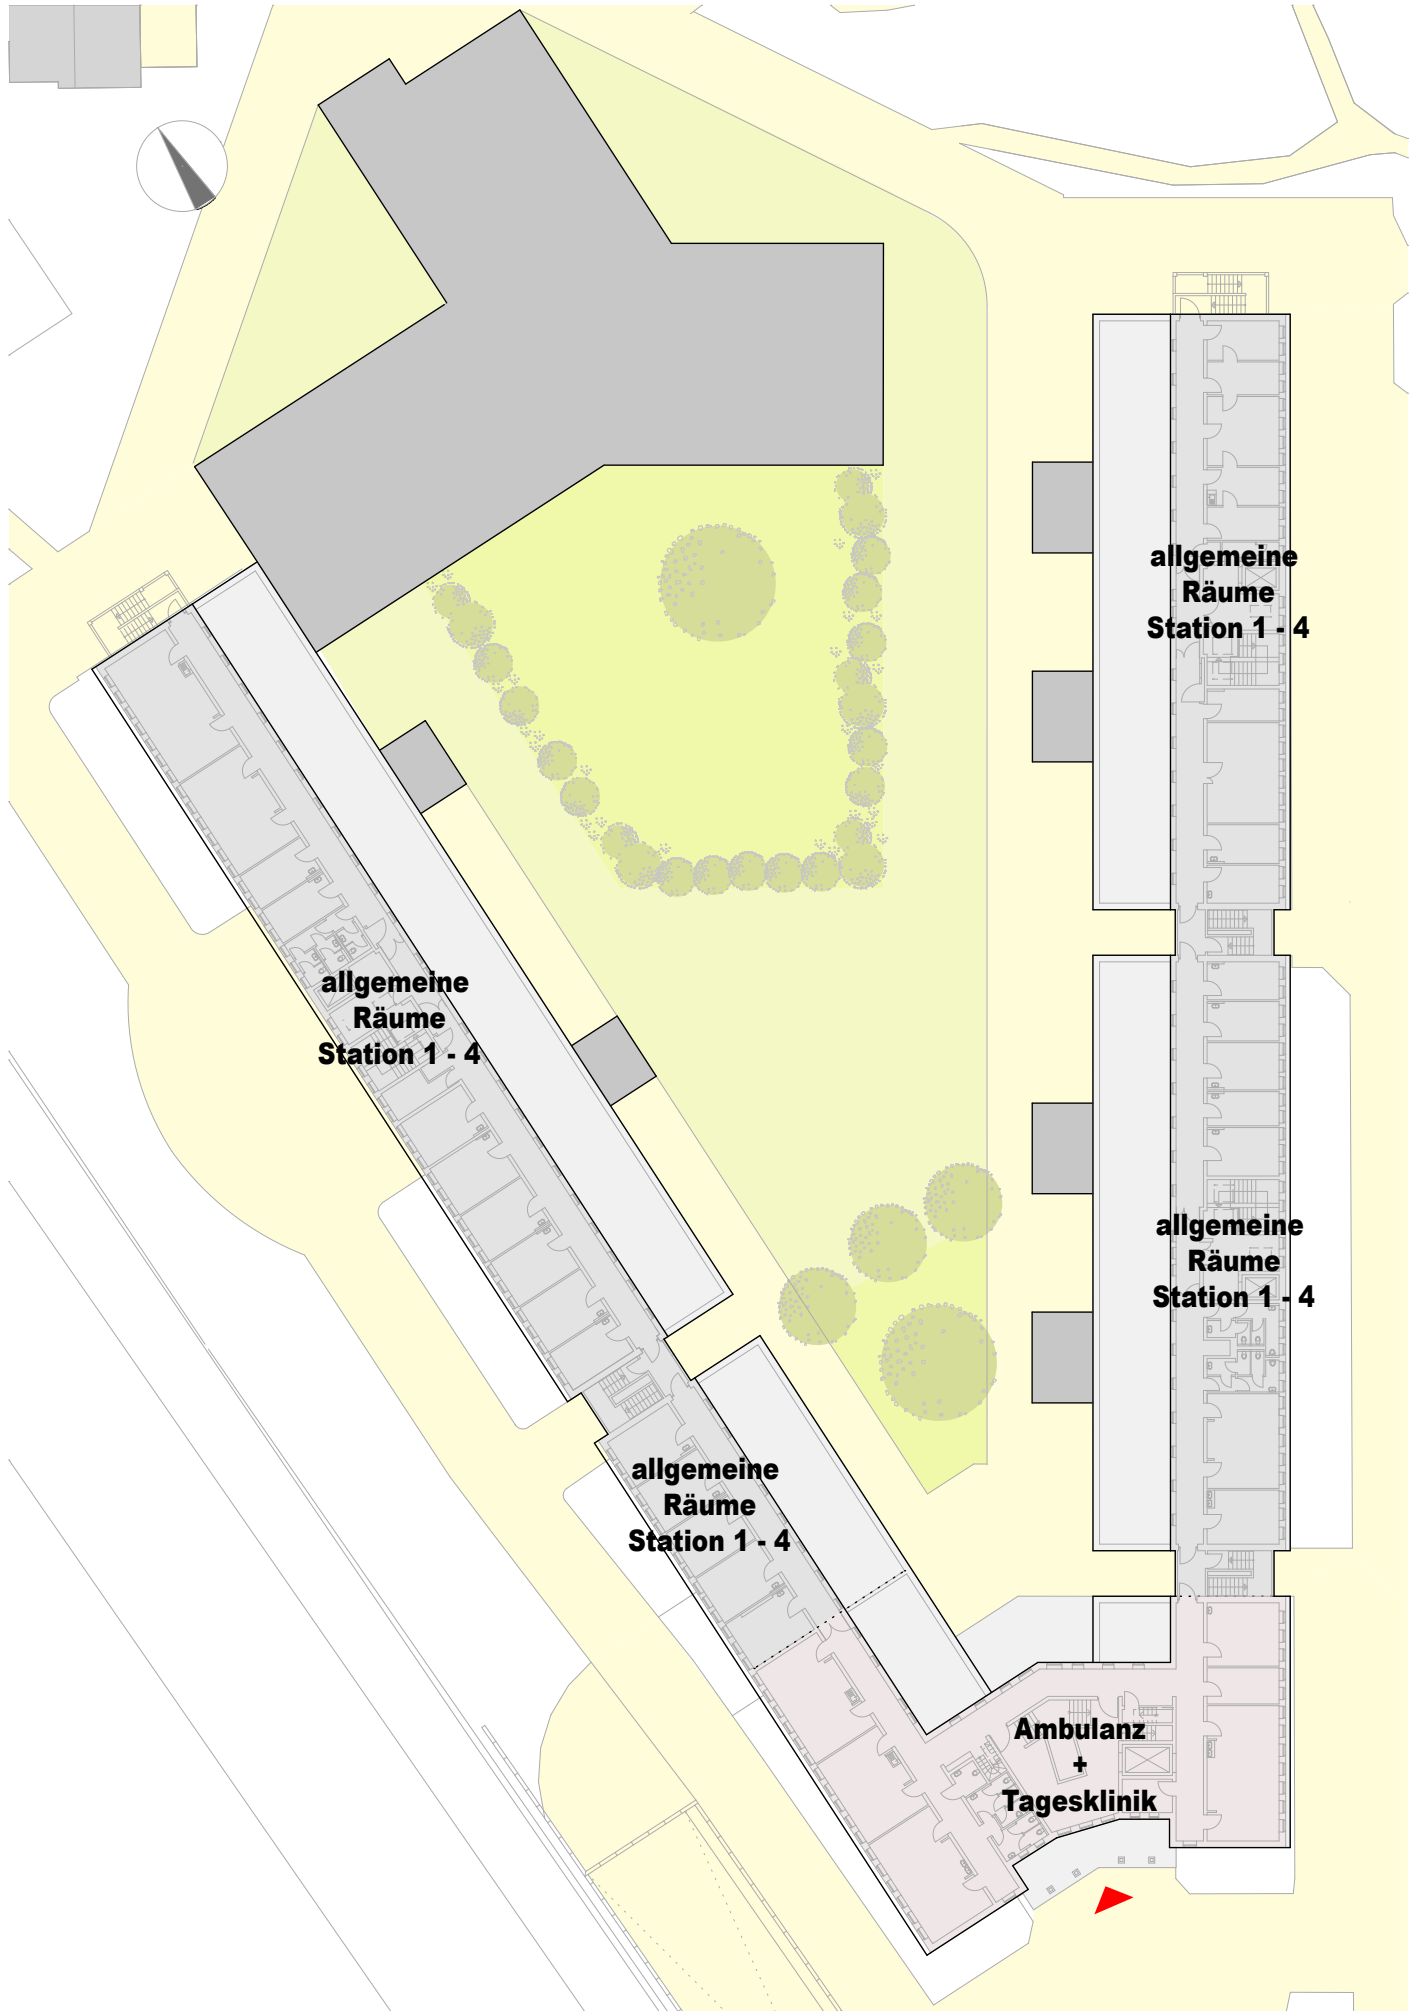 allgemeine
Räume
Station 1 - 4
allgemeine
Räume
Station 1 - 4
allgemeine
Räume
Station 1 - 4
allgemeine
Räume
Station 1 - 4
Ambulanz
+
Tagesklinik